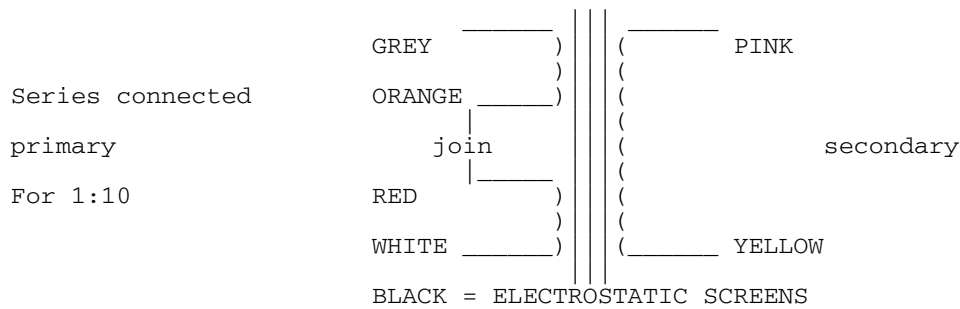 GREY PINK
Series connected ORANGE
primary join secondary
For 1:10 RED
WHITE YELLOW
BLACK = ELECTROSTATIC SCREENS